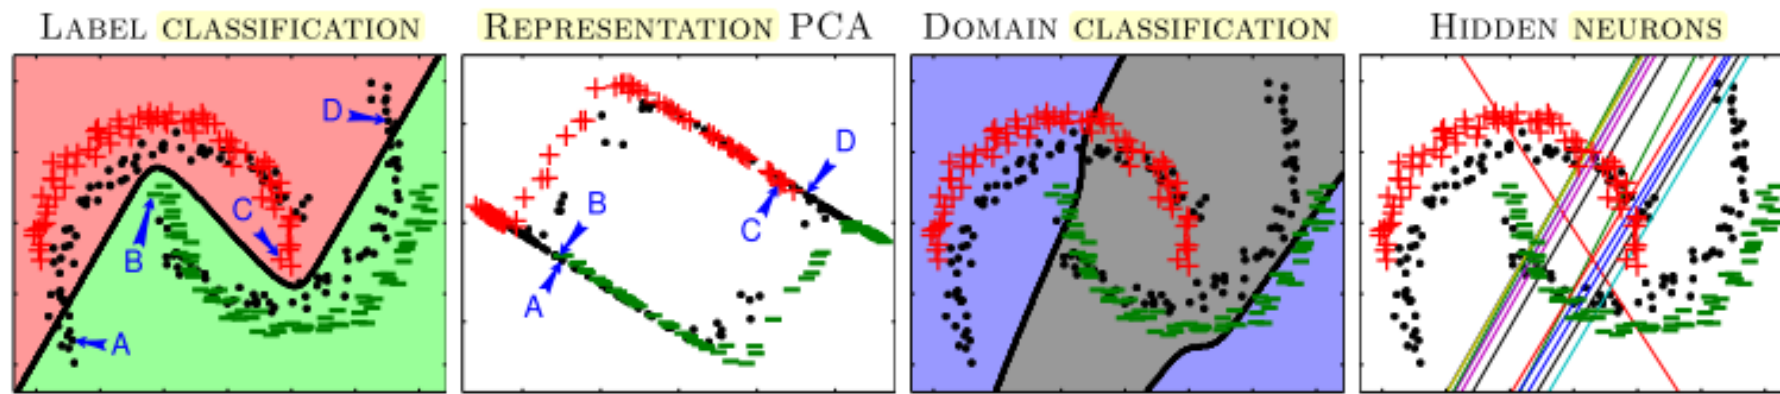 LABEL CLASSIFICATION
REPRESENTATION PCA
DOMAIN CLASSIFICATION
HIDDEN NEURONS
D
C
B
A
D
B
C
A